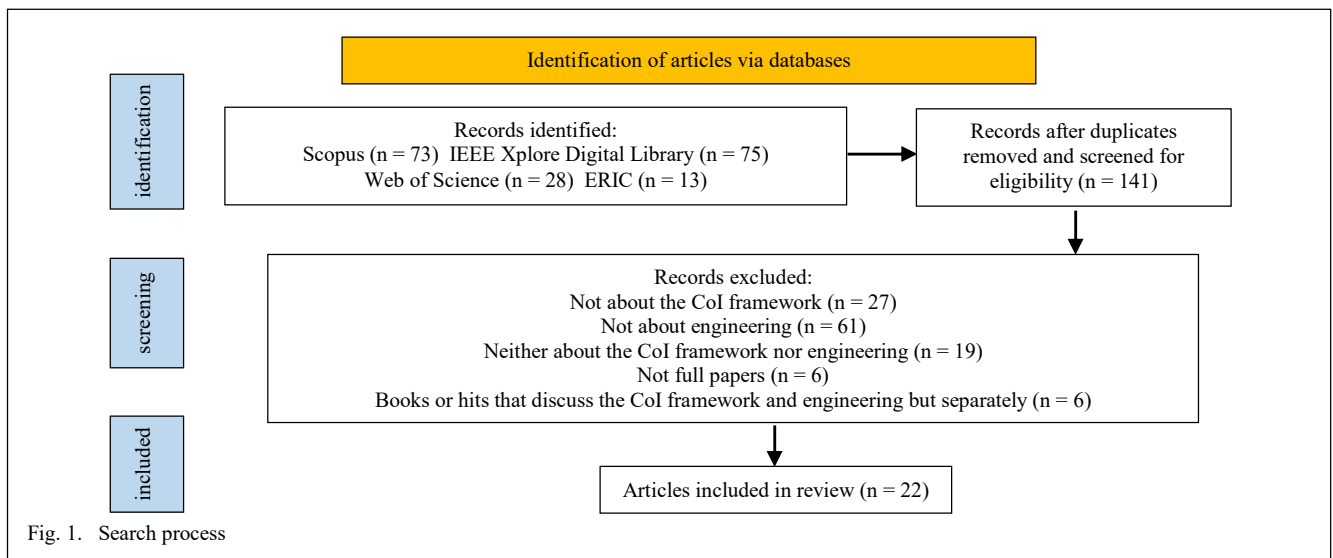 Identification of articles via databases
identification
Records identified:
Scopus (n = 73) IEEE Xplore Digital Library (n = 75)
Web of Science (n = 28) ERIC (n = 13)
Records after duplicates
removed and screened for
eligibility (n = 141)
screening
Records excluded:
Not about the CoI framework (n = 27)
Not about engineering (n = 61)
Neither about the CoI framework nor engineering (n = 19)
Not full papers (n = 6)
Books or hits that discuss the CoI framework and engineering but separately (n = 6)
included
Articles included in review (n = 22)
Fig. 1. Search process